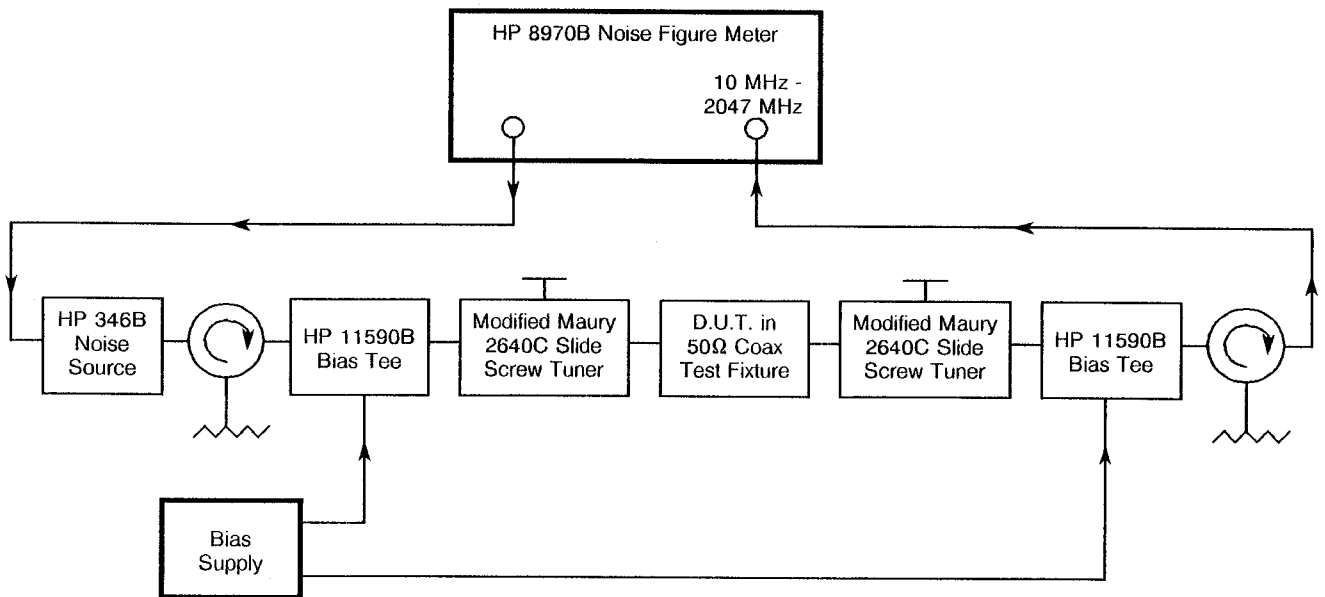 HP 8970B Noise Figure Meter
10 MHz -
2047 MHz
HP 346B
Noise
Source
HP 11590B
Bias Tee
Modified Maury
2640C Slide
Screw Tuner
D.U.T. in
50Ω Coax
Test Fixture
Modified Maury
2640C Slide
Screw Tuner
HP 11590B
Bias Tee
Bias
Supply